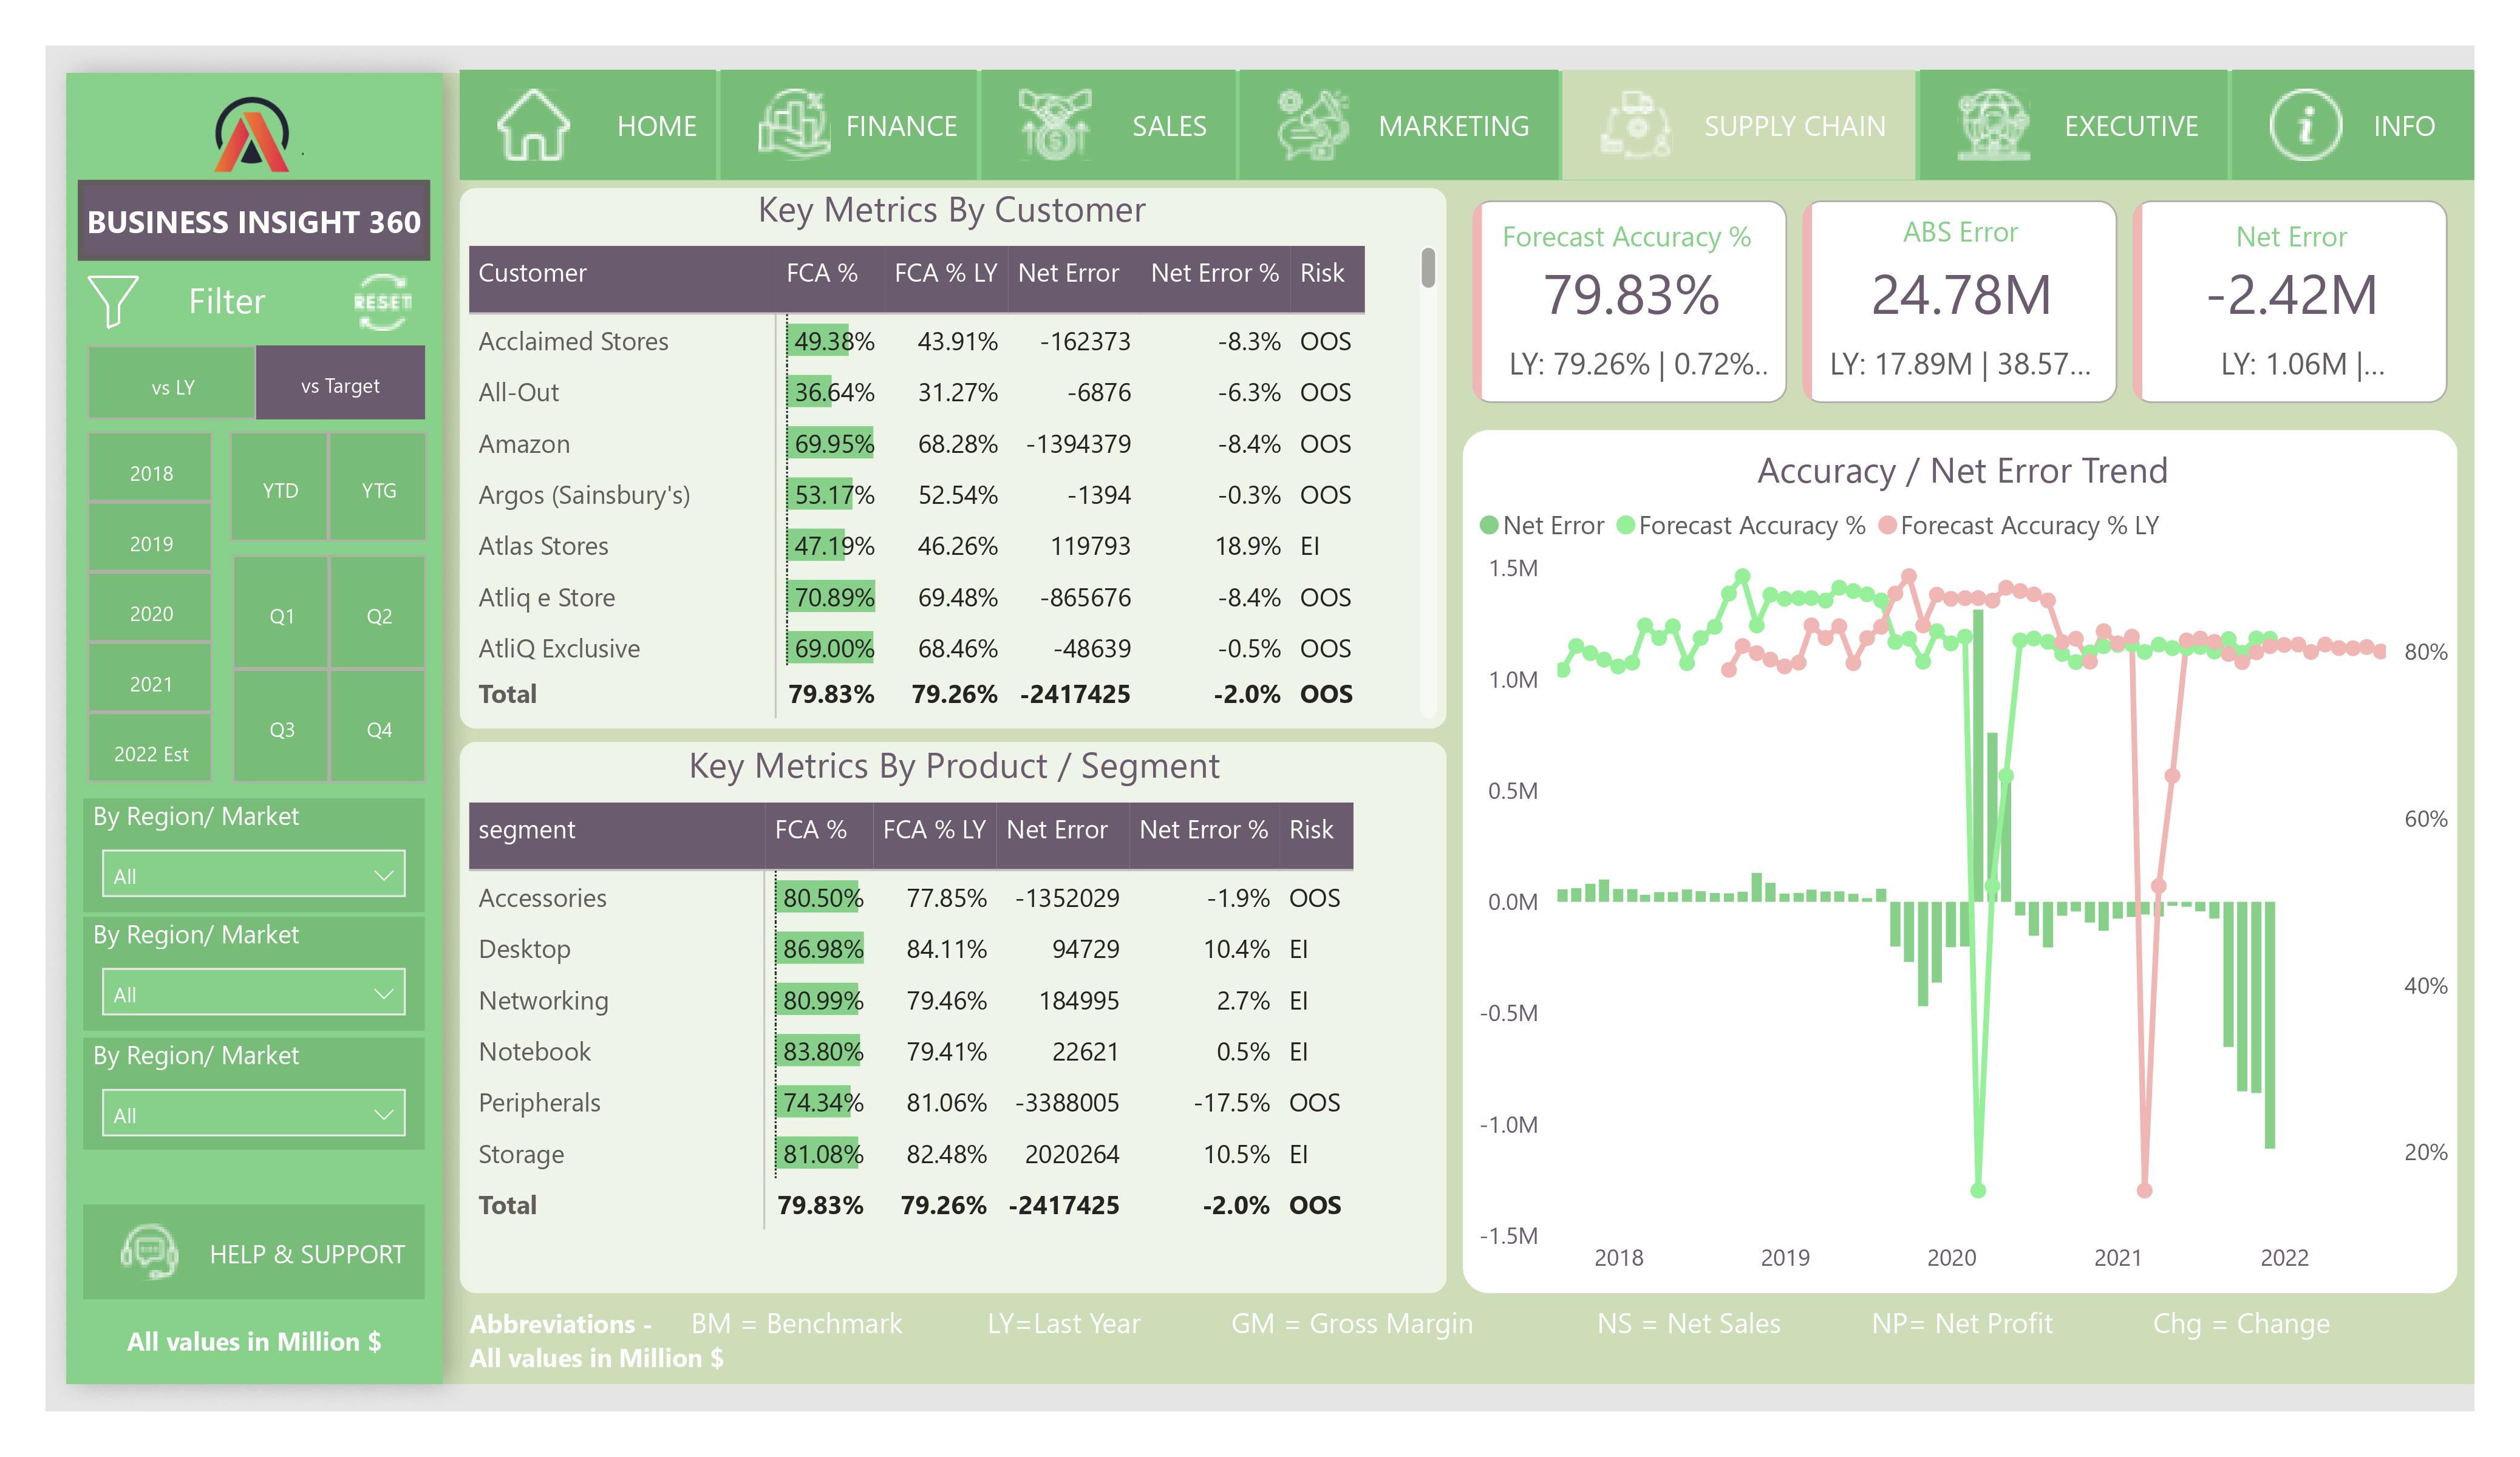 HOME
FINANCE
SALES
MARKETING
SUPPLY CHAIN
EXECUTIVE
INFO
BUSINESS INSIGHT 360
Filter
RESET
vs LY
vs Target
2018
2019
2020
2021
2022 Est
YTD
YTG
Q1
Q2
Q3
Q4
By Region/ Market
All
By Region/ Market
All
By Region/ Market
All
HELP & SUPPORT
All values in Million $
Key Metrics By Customer
Customer FCA % FCA % LY Net Error Net Error % Risk
Acclaimed Stores 49.38% 43.91% -162373 -8.3% OOS
All-Out 36.64% 31.27% -6876 -6.3% OOS
Amazon 69.95% 68.28% -1394379 -8.4% OOS
Argos (Sainsbury's) 53.17% 52.54% -1394 -0.3% OOS
Atlas Stores 47.19% 46.26% 119793 18.9% EI
Atliq e Store 70.89% 69.48% -865676 -8.4% OOS
AtliQ Exclusive 69.00% 68.46% -48639 -0.5% OOS
Total 79.83% 79.26% -2417425 -2.0% OOS
Key Metrics By Product / Segment
segment FCA % FCA % LY Net Error Net Error % Risk
Accessories 80.50% 77.85% -1352029 -1.9% OOS
Desktop 86.98% 84.11% 94729 10.4% EI
Networking 80.99% 79.46% 184995 2.7% EI
Notebook 83.80% 79.41% 22621 0.5% EI
Peripherals 74.34% 81.06% -3388005 -17.5% OOS
Storage 81.08% 82.48% 2020264 10.5% EI
Total 79.83% 79.26% -2417425 -2.0% OOS
Forecast Accuracy %
79.83%
LY: 79.26% | 0.72%..
ABS Error
24.78M
LY: 17.89M | 38.57...
Net Error
-2.42M
LY: 1.06M |...
Accuracy / Net Error Trend
Net Error Forecast Accuracy % Forecast Accuracy % LY
1.5M
1.0M
0.5M
0.0M
-0.5M
-1.0M
-1.5M
80%
60%
40%
20%
2018 2019 2020 2021 2022
Abbreviations - BM = Benchmark LY=Last Year GM = Gross Margin NS = Net Sales NP= Net Profit Chg = Change
All values in Million $